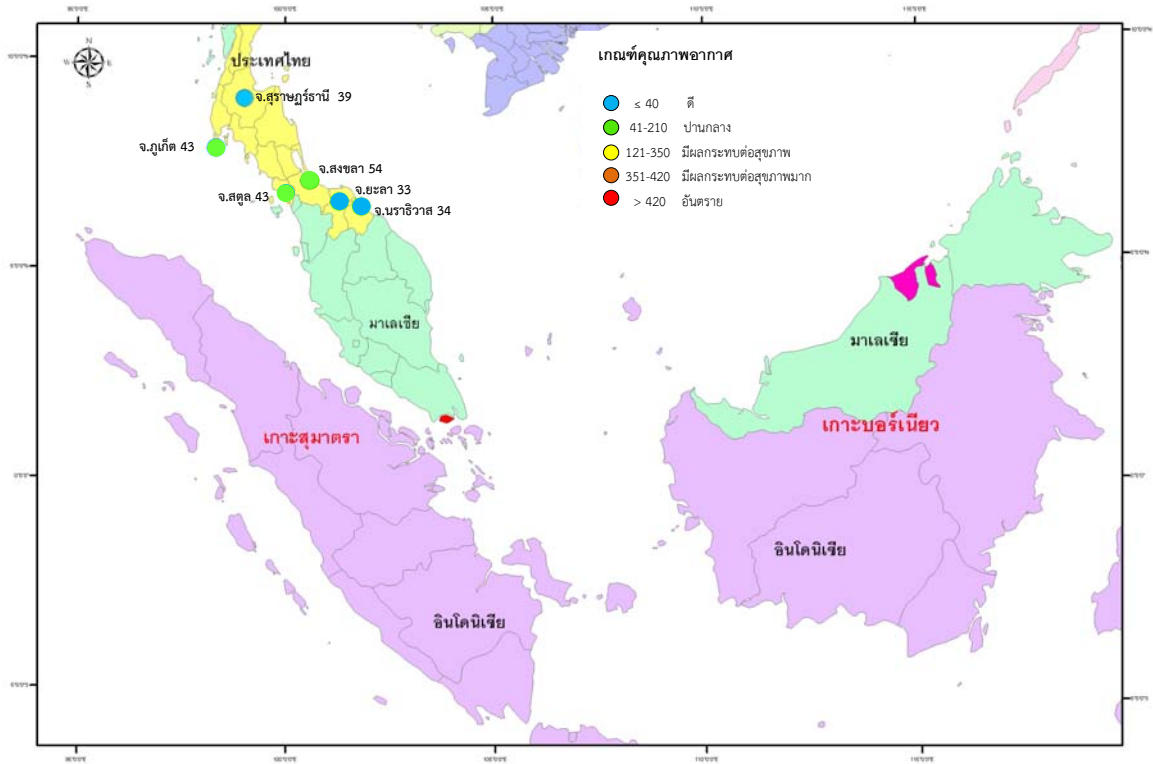 N
W
E
S
ประเทศไทย
จ.สุราษฎร์ธานี 39
จ.ภูเก็ต 43
จ.สงขลา 54
จ.สตูล 43
จ.ยะลา 33
จ.นราธิวาส 34
เกณฑ์คุณภาพอากาศ
≤ 40 ดี
41-210 ปานกลาง
121-350 มีผลกระทบต่อสุขภาพ
351-420 มีผลกระทบต่อสุขภาพมาก
> 420 อันตราย
มาเลเซีย
มาเลเซีย
เกาะสุมาตรา
เกาะบอร์เนียว
อินโดนิเซีย
อินโดนิเซีย